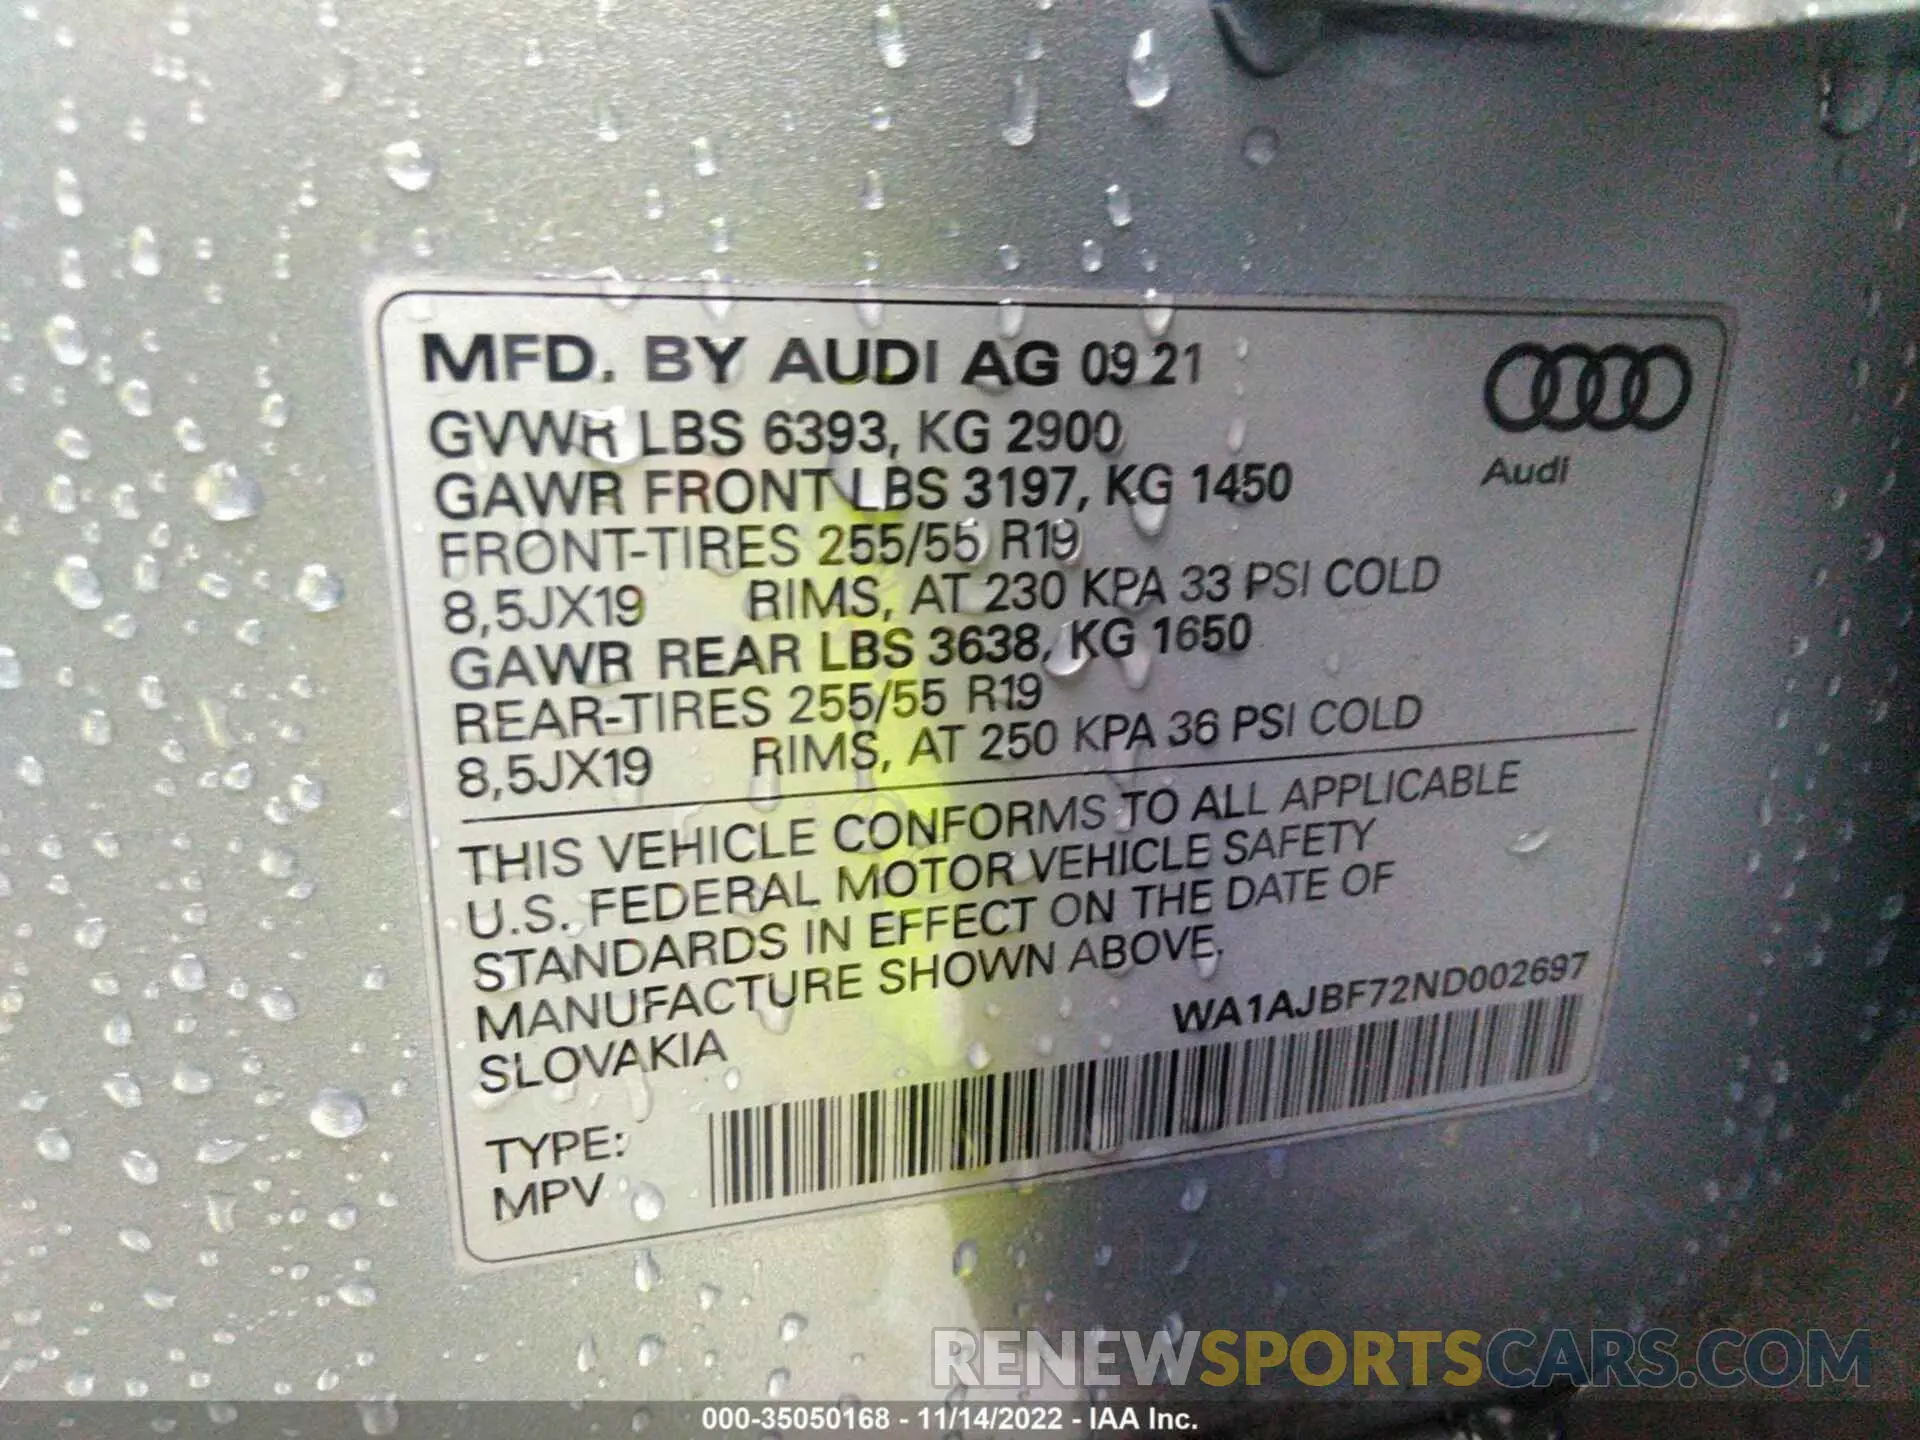 MFD. BY AUDI AG 09 21
GVWR LBS 6393, KG 2900
GAWR FRONT LBS 3197, KG 1450
FRONT-TIRES 255/55 R19
8,5JX19 RIMS, AT 230 KPA 33 PSI COLD
GAWR REAR LBS 3638, KG 1650
REAR-TIRES 255/55 R19
8,5JX19 RIMS, AT 250 KPA 36 PSI COLD
Audi
THIS VEHICLE CONFORMS TO ALL APPLICABLE
U.S. FEDERAL MOTOR VEHICLE SAFETY
STANDARDS IN EFFECT ON THE DATE OF
MANUFACTURE SHOWN ABOVE.
SLOVAKIA
WA1AJBF72ND002697
TYPE:
MPV
RENEWSPORTSCARS.COM
000-35050168 - 11/14/2022 - IAA Inc.